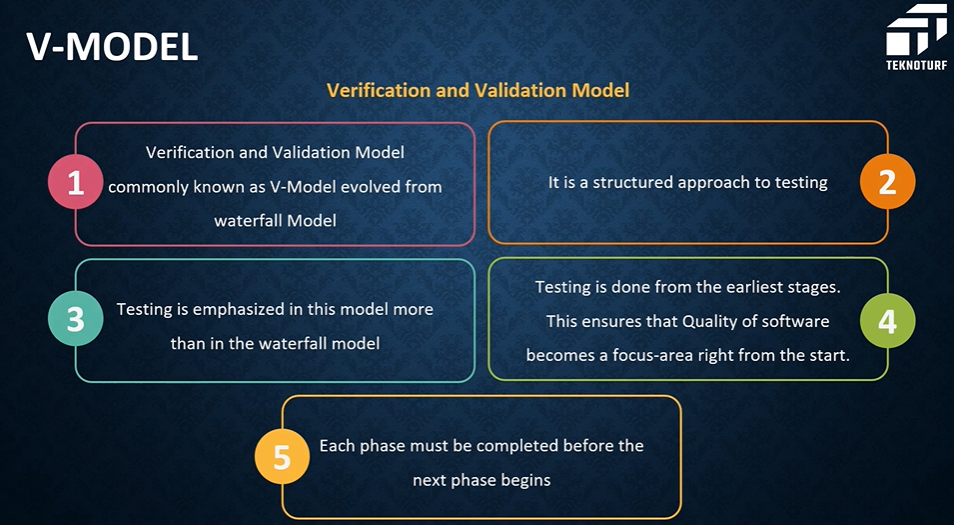 V-MODEL
TEKNOTURF
Verification and Validation Model
1
Verification and Validation Model
commonly known as V-Model evolved from
waterfall Model
It is a structured approach to testing
2
3
Testing is emphasized in this model more
than in the waterfall model
Testing is done from the earliest stages.
This ensures that Quality of software
becomes a focus-area right from the start.
4
5
Each phase must be completed before the
next phase begins